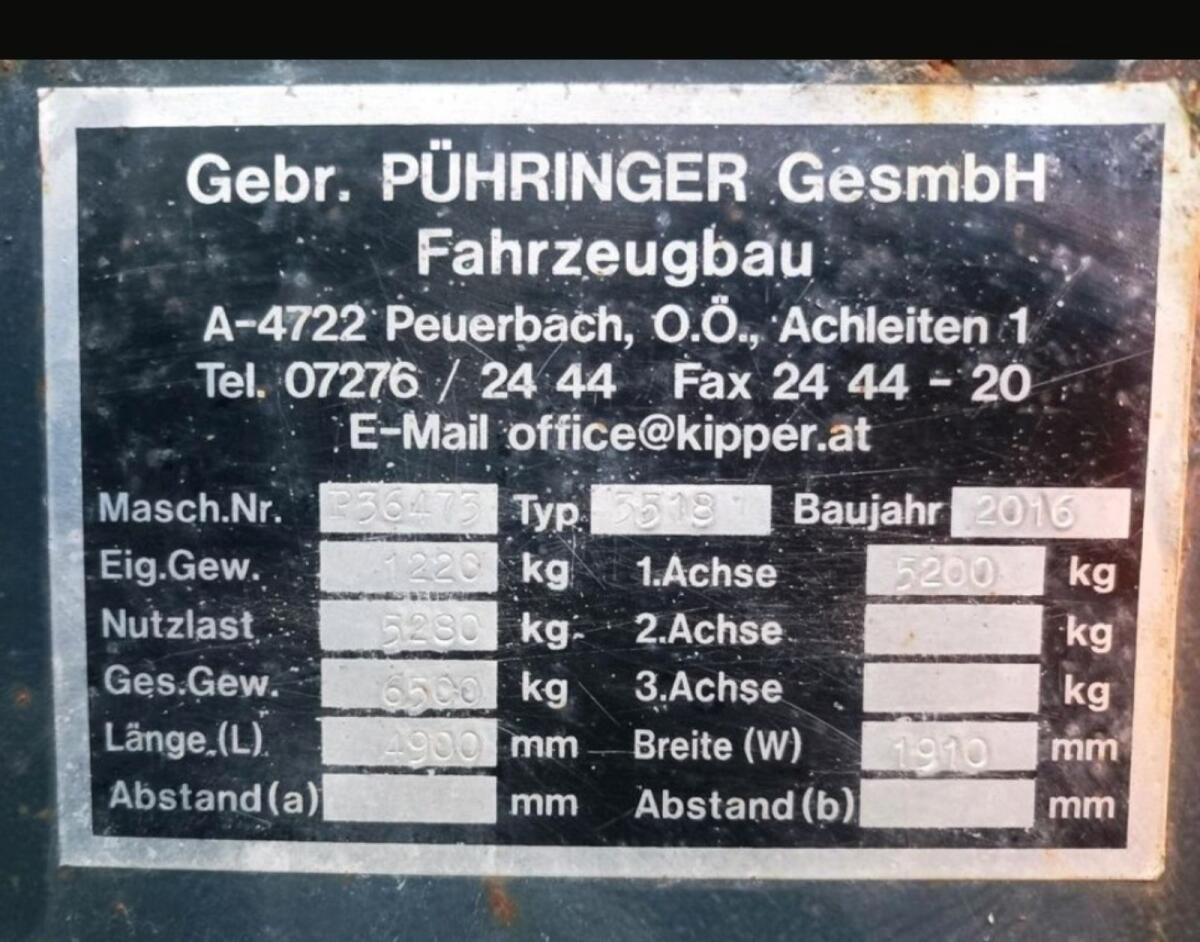 Gebr. PÜHRINGER GesmbH
Fahrzeugbau
A-4722 Peuerbach, O.Ö., Achleiten 1
Tel. 07276 / 24 44 Fax 24 44 - 20
E-Mail office@kipper.at
Masch.Nr. P36473 Typ Baujahr 2016
Eig.Gew. 1220 kg 1.Achse 5200 kg
Nutzlast 5280 kg 2.Achse kg
Ges.Gew. 6500 kg 3.Achse kg
Länge (L) 4900 mm Breite (W) 1910 mm
Abstand (a) mm Abstand (b) mm